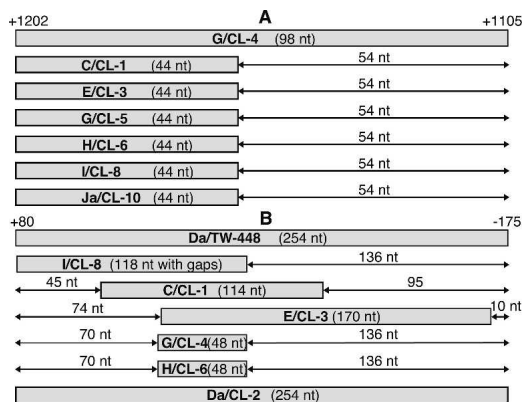 A
+1202 +1105
G/CL-4 (98 nt)
C/CL-1 (44 nt) 54 nt
E/CL-3 (44 nt) 54 nt
G/CL-5 (44 nt) 54 nt
H/CL-6 (44 nt) 54 nt
I/CL-8 (44 nt) 54 nt
Ja/CL-10 (44 nt) 54 nt
+80 B -175
Da/TW-448 (254 nt)
I/CL-8 (118 nt with gaps) 136 nt
45 nt C/CL-1 (114 nt) 95
74 nt E/CL-3 (170 nt) 10 nt
70 nt G/CL-4(48 nt) 136 nt
70 nt H/CL-6(48 nt) 136 nt
Da/CL-2 (254 nt)